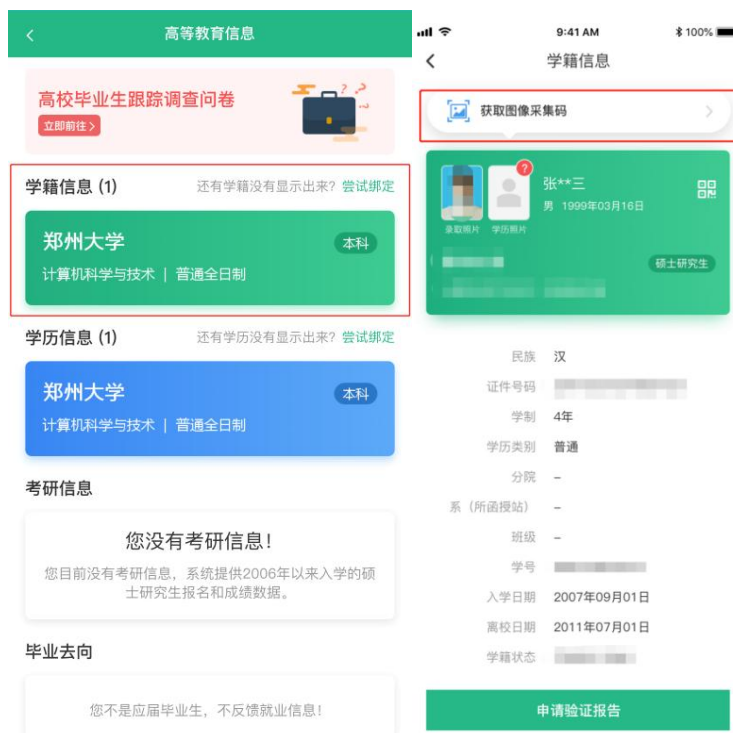 高等教育信息
高校毕业生跟踪调查问卷
立即前往 >
学籍信息 (1)
还有学籍没有显示出来？尝试绑定
郑州大学
本科
计算机科学与技术 | 普通全日制
学历信息 (1)
还有学历没有显示出来？尝试绑定
郑州大学
本科
计算机科学与技术 | 普通全日制
考研信息
您没有考研信息！
您目前没有考研信息，系统提供2006年以来入学的硕
士研究生报名和成绩数据。
毕业去向
您不是应届毕业生，不反馈就业信息！
9:41 AM
100%
学籍信息
获取图像采集码
?
张**三
男 1999年03月16日
录取照片 学历照片
硕士研究生
民族 汉
证件号码
学制 4年
学历类别 普通
分院 –
系（所函授站） –
班级 –
学号
入学日期 2007年09月01日
离校日期 2011年07月01日
学籍状态
申请验证报告